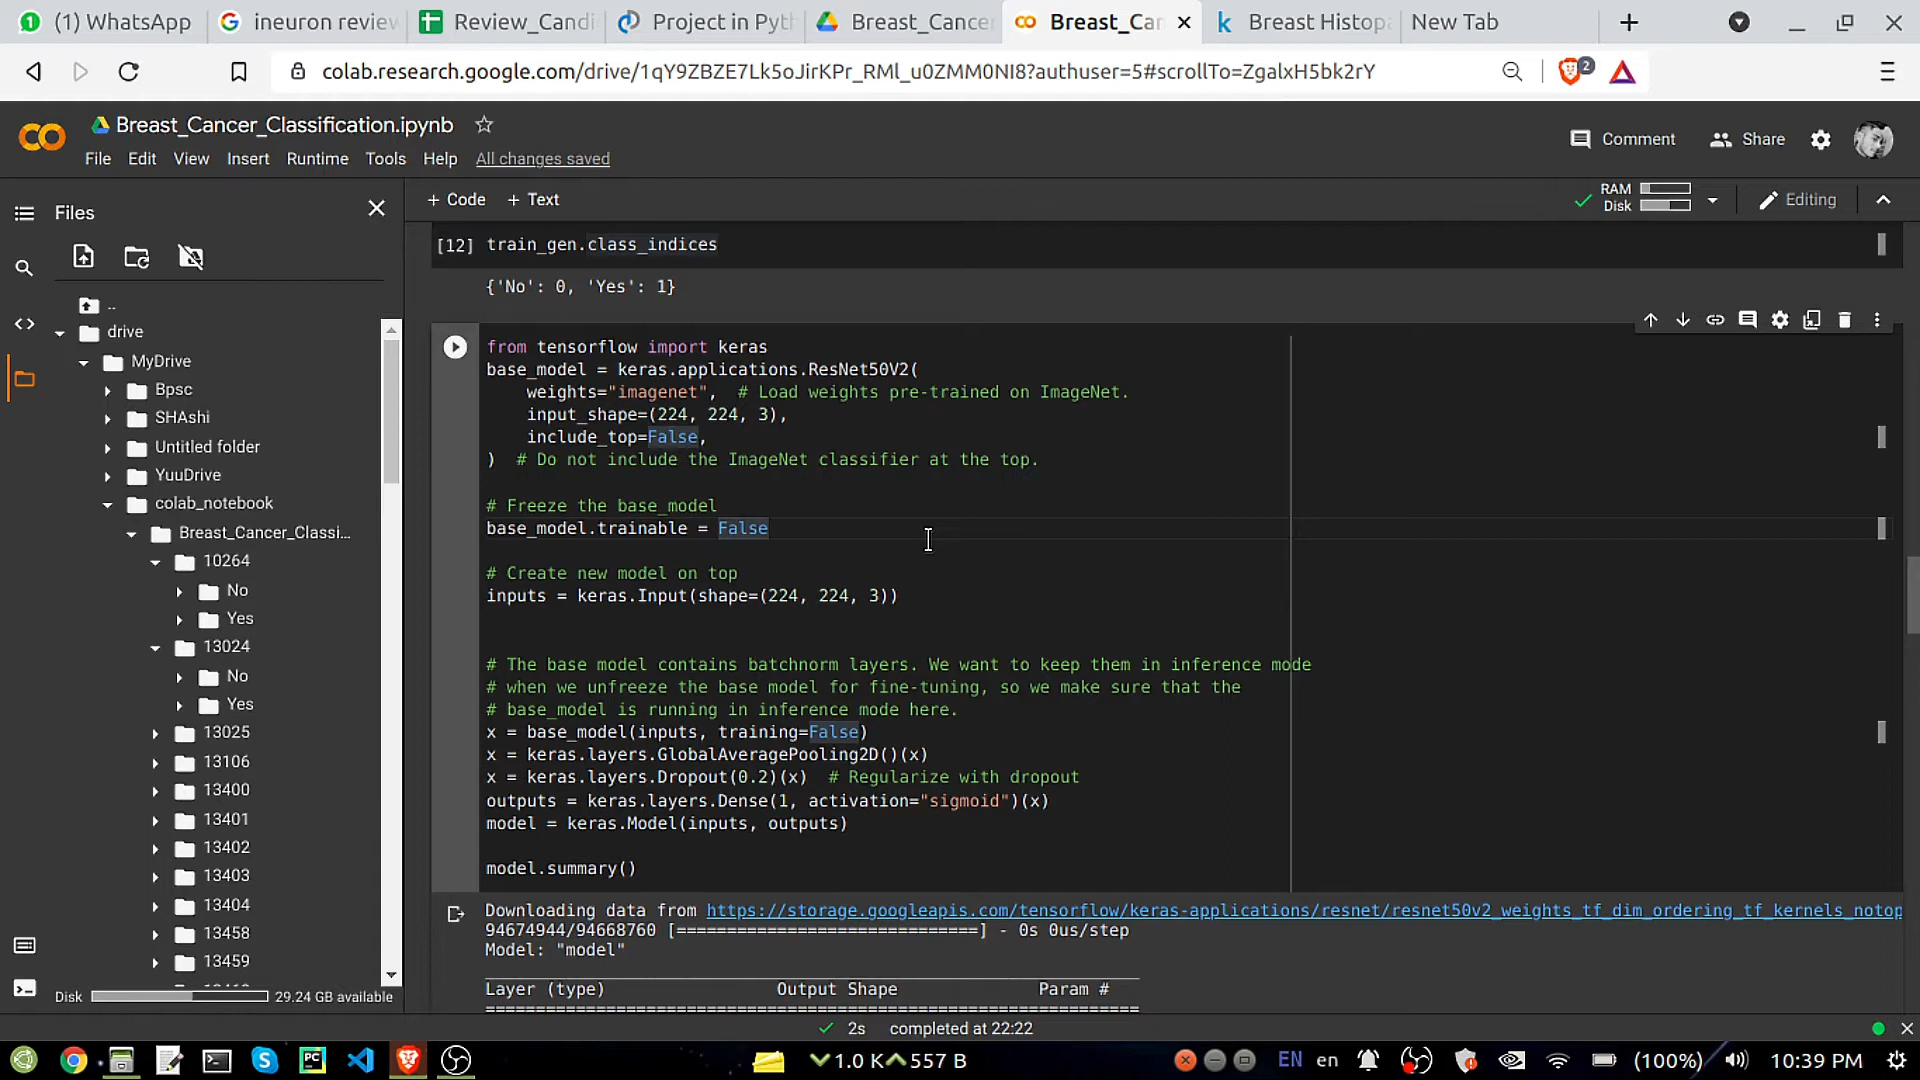 (1) WhatsApp
ineuron review
Review_Candi
Project in Pyth
Breast_Cancer
Breast_Can
Breast Histopa
New Tab
colab.research.google.com/drive/1qY9ZBZE7Lk5oJirKPr_RMl_u0ZMM0NI8?authuser=5#scrollTo=ZgalxH5bk2rY
2
Breast_Cancer_Classification.ipynb
Comment
Share
File Edit View Insert Runtime Tools Help All changes saved
Files
+ Code + Text
RAM
Disk
Editing
..
drive
MyDrive
Bpsc
SHAshi
Untitled folder
YuuDrive
colab_notebook
Breast_Cancer_Classi...
10264
No
Yes
13024
No
Yes
13025
13106
13400
13401
13402
13403
13404
13458
13459
Disk 29.24 GB available
[12] train_gen.class_indices
{'No': 0, 'Yes': 1}
from tensorflow import keras
base_model = keras.applications.ResNet50V2(
weights="imagenet", # Load weights pre-trained on ImageNet.
input_shape=(224, 224, 3),
include_top=False,
) # Do not include the ImageNet classifier at the top.
# Freeze the base_model
base_model.trainable = False
# Create new model on top
inputs = keras.Input(shape=(224, 224, 3))
# The base model contains batchnorm layers. We want to keep them in inference mode
# when we unfreeze the base model for fine-tuning, so we make sure that the
# base_model is running in inference mode here.
x = base_model(inputs, training=False)
x = keras.layers.GlobalAveragePooling2D()(x)
x = keras.layers.Dropout(0.2)(x) # Regularize with dropout
outputs = keras.layers.Dense(1, activation="sigmoid")(x)
model = keras.Model(inputs, outputs)
model.summary()
Downloading data from https://storage.googleapis.com/tensorflow/keras-applications/resnet/resnet50v2_weights_tf_dim_ordering_tf_kernels_notop
94674944/94668760 [==============================] - 0s 0us/step
Model: "model"
Layer (type) Output Shape Param #
2s completed at 22:22
1.0 K 557 B
EN en (100%) 10:39 PM